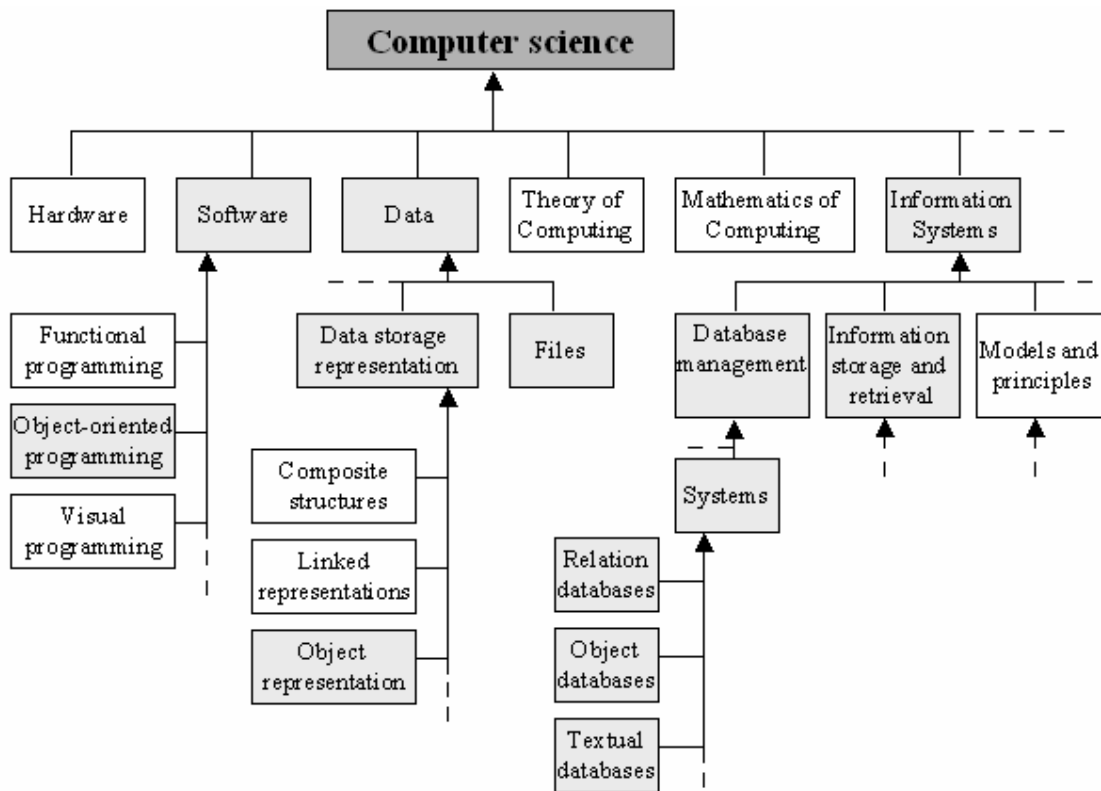 Computer science
Hardware
Software
Data
Theory of
Computing
Mathematics of
Computing
Information
Systems
Functional
programming
Object-oriented
programming
Visual
programming
Data storage
representation
Files
Composite
structures
Linked
representations
Object
representation
Database
management
Information
storage and
retrieval
Models and
principles
Systems
Relation
databases
Object
databases
Textual
databases